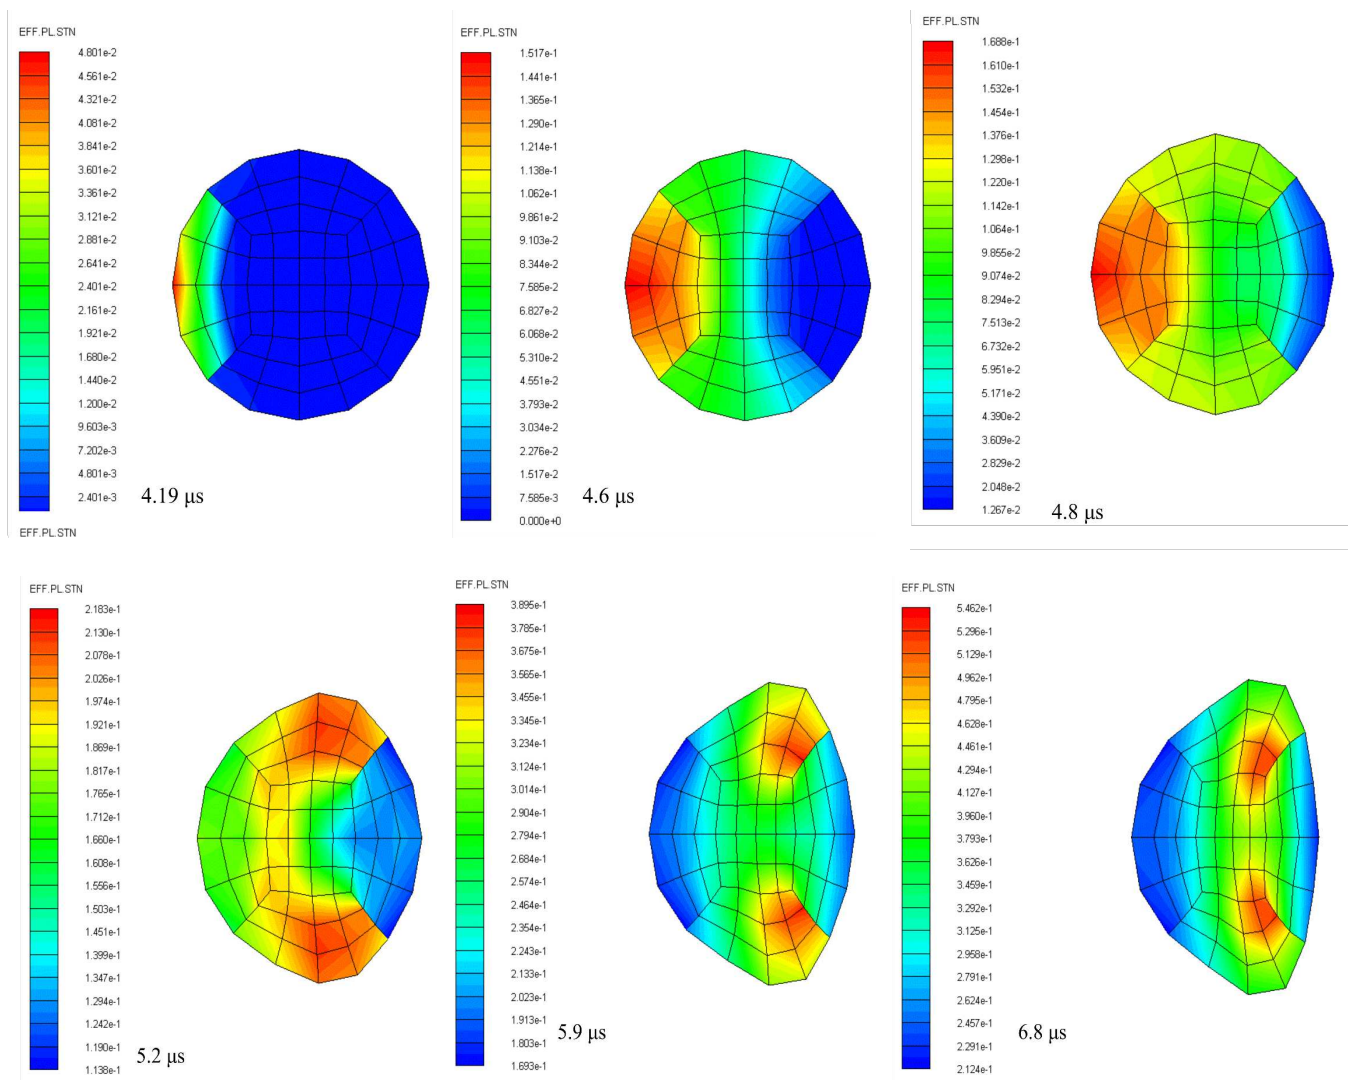 EFF.PL.STN
4.801e-2
4.561e-2
4.321e-2
4.081e-2
3.841e-2
3.601e-2
3.361e-2
3.121e-2
2.881e-2
2.641e-2
2.401e-2
2.161e-2
1.921e-2
1.680e-2
1.440e-2
1.200e-2
9.603e-3
7.202e-3
4.801e-3
2.401e-3
4.19 μs
EFF.PL.STN
EFF.PL.STN
1.517e-1
1.441e-1
1.365e-1
1.290e-1
1.214e-1
1.138e-1
1.062e-1
9.861e-2
9.103e-2
8.344e-2
7.585e-2
6.827e-2
6.068e-2
5.310e-2
4.551e-2
3.793e-2
3.034e-2
2.276e-2
1.517e-2
7.585e-3
0.000e+0
4.6 μs
EFF.PL.STN
1.688e-1
1.610e-1
1.532e-1
1.454e-1
1.376e-1
1.298e-1
1.220e-1
1.142e-1
1.064e-1
9.855e-2
9.074e-2
8.294e-2
7.513e-2
6.732e-2
5.951e-2
5.171e-2
4.390e-2
3.609e-2
2.829e-2
2.048e-2
1.267e-2
4.8 μs
EFF.PL.STN
2.183e-1
2.130e-1
2.078e-1
2.026e-1
1.974e-1
1.921e-1
1.869e-1
1.817e-1
1.765e-1
1.712e-1
1.660e-1
1.608e-1
1.556e-1
1.503e-1
1.451e-1
1.399e-1
1.347e-1
1.294e-1
1.242e-1
1.190e-1
1.138e-1
5.2 μs
EFF.PL.STN
3.895e-1
3.785e-1
3.675e-1
3.565e-1
3.455e-1
3.345e-1
3.234e-1
3.124e-1
3.014e-1
2.904e-1
2.794e-1
2.684e-1
2.574e-1
2.464e-1
2.354e-1
2.243e-1
2.133e-1
2.023e-1
1.913e-1
1.803e-1
1.693e-1
5.9 μs
EFF.PL.STN
5.462e-1
5.296e-1
5.129e-1
4.962e-1
4.795e-1
4.628e-1
4.461e-1
4.294e-1
4.127e-1
3.960e-1
3.793e-1
3.626e-1
3.459e-1
3.292e-1
3.125e-1
2.958e-1
2.791e-1
2.624e-1
2.457e-1
2.291e-1
2.124e-1
6.8 μs